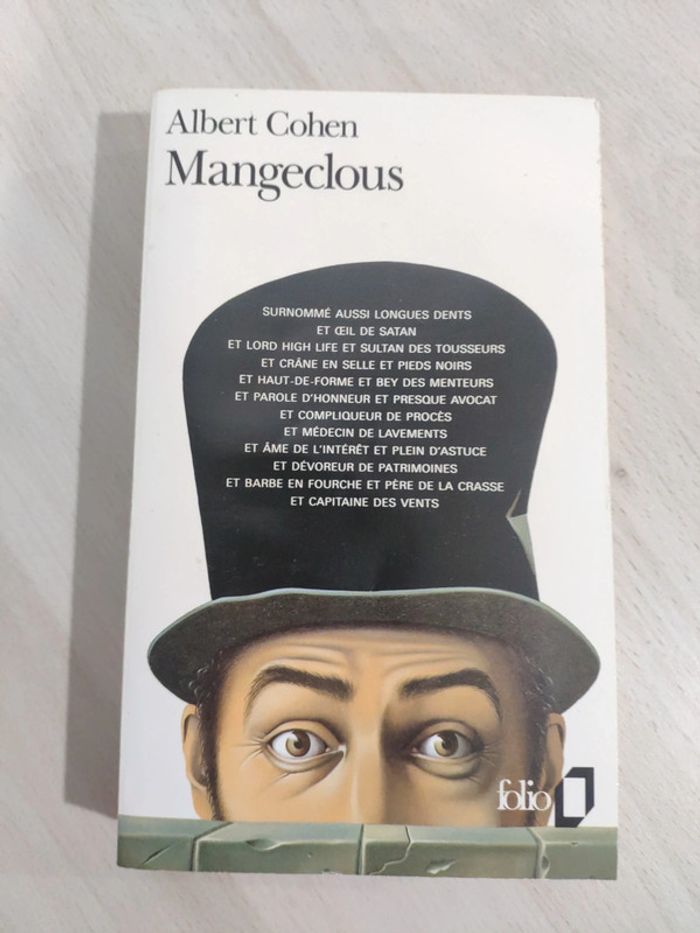 Albert Cohen
Mangeclous
SURNOMMÉ AUSSI LONGUES DENTS
ET ŒIL DE SATAN
ET LORD HIGH LIFE ET SULTAN DES TOUSSEURS
ET CRÂNE EN SELLE ET PIEDS NOIRS
ET HAUT-DE-FORME ET BEY DES MENTEURS
ET PAROLE D'HONNEUR ET PRESQUE AVOCAT
ET COMPLIQUEUR DE PROCÈS
ET MÉDECIN DE LAVEMENTS
ET ÂME DE L'INTÉRÊT ET PLEIN D'ASTUCE
ET DÉVOREUR DE PATRIMOINES
ET BARBE EN FOURCHE ET PÈRE DE LA CRASSE
ET CAPITAINE DES VENTS
folio